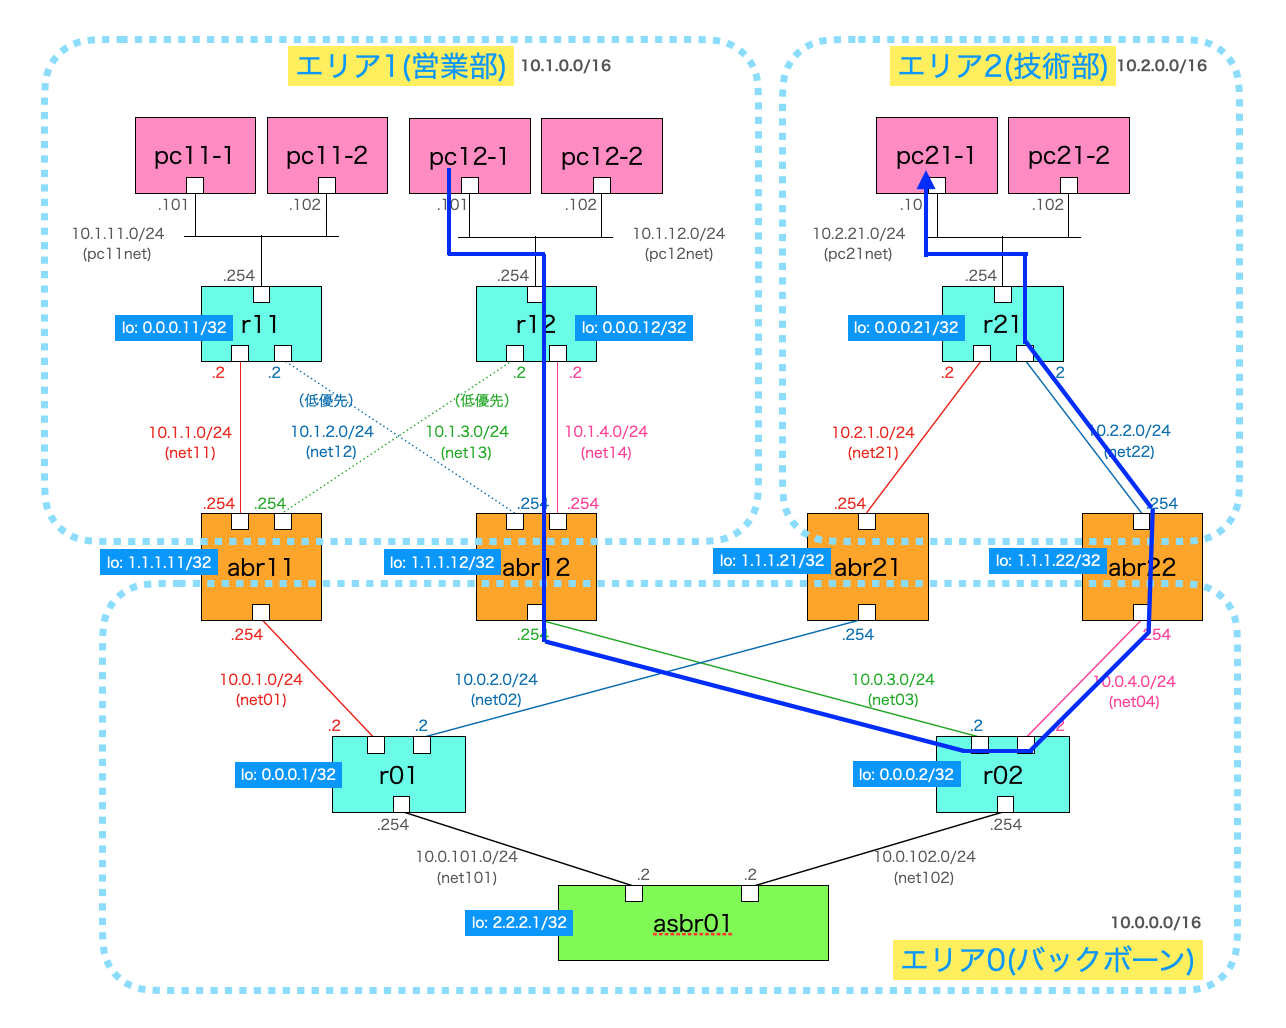 エリア1(営業部)
10.1.0.0/16
エリア2(技術部)
10.2.0.0/16
pc11-1
pc11-2
pc12-1
pc12-2
pc21-1
pc21-2
.101
.102
.101
.102
.102
10.1.11.0/24
(pc11net)
10.1.12.0/24
(pc12net)
10.2.21.0/24
(pc21net)
.254
.254
.254
lo: 0.0.0.11/32
r11
r12
lo: 0.0.0.12/32
lo: 0.0.0.21/32
r21
.2
.2
.2
.2
.2
.2
(低優先)
(低優先)
10.1.1.0/24
(net11)
10.1.2.0/24
(net12)
10.1.3.0/24
(net13)
10.1.4.0/24
(net14)
10.2.1.0/24
(net21)
10.2.2.0/24
(net22)
.254
.254
.254
.254
.254
.254
lo: 1.1.1.11/32
abr11
lo: 1.1.1.12/32
abr12
lo: 1.1.1.21/32
abr21
lo: 1.1.1.22/32
abr22
.254
.254
.254
.254
10.0.1.0/24
(net01)
10.0.2.0/24
(net02)
10.0.3.0/24
(net03)
10.0.4.0/24
(net04)
.2
.2
.2
.2
lo: 0.0.0.1/32
r01
lo: 0.0.0.2/32
r02
.254
.254
10.0.101.0/24
(net101)
10.0.102.0/24
(net102)
.2
.2
lo: 2.2.2.1/32
asbr01
10.0.0.0/16
エリア0(バックボーン)